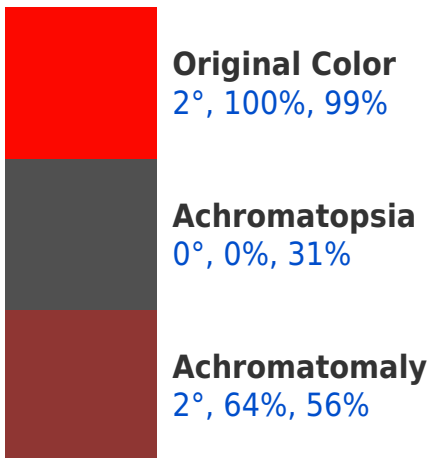 Original Color
2°, 100%, 99%
Achromatopsia
0°, 0%, 31%
Achromatomaly
2°, 64%, 56%